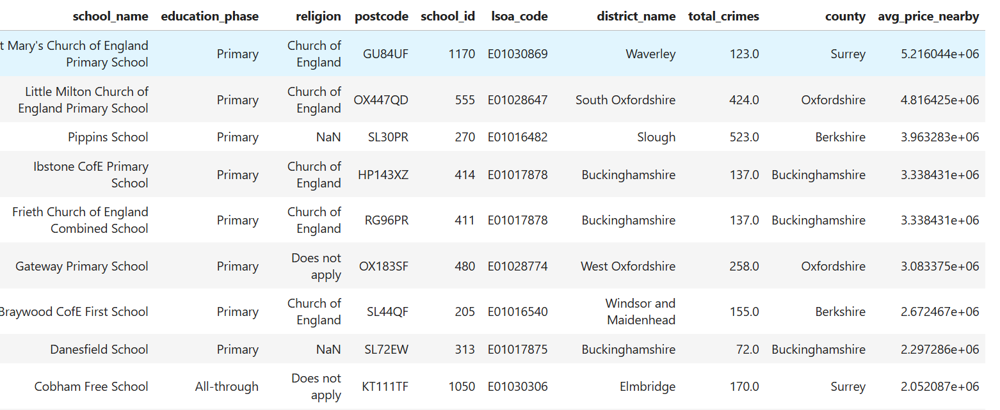 school_name education_phase religion postcode school_id lsoa_code district_name total_crimes county avg_price_nearby
t Mary's Church of England Primary School Primary Church of England GU84UF 1170 E01030869 Waverley 123.0 Surrey 5.216044e+06
Little Milton Church of England Primary School Primary Church of England OX447QD 555 E01028647 South Oxfordshire 424.0 Oxfordshire 4.816425e+06
Pippins School Primary NaN SL30PR 270 E01016482 Slough 523.0 Berkshire 3.963283e+06
Ibstone CofE Primary School Primary Church of England HP143XZ 414 E01017878 Buckinghamshire 137.0 Buckinghamshire 3.338431e+06
Frieth Church of England Combined School Primary Church of England RG96PR 411 E01017878 Buckinghamshire 137.0 Buckinghamshire 3.338431e+06
Gateway Primary School Primary Does not apply OX183SF 480 E01028774 West Oxfordshire 258.0 Oxfordshire 3.083375e+06
Braywood CofE First School Primary Church of England SL44QF 205 E01016540 Windsor and Maidenhead 155.0 Berkshire 2.672467e+06
Danesfield School Primary NaN SL72EW 313 E01017875 Buckinghamshire 72.0 Buckinghamshire 2.297286e+06
Cobham Free School All-through Does not apply KT111TF 1050 E01030306 Elmbridge 170.0 Surrey 2.052087e+06